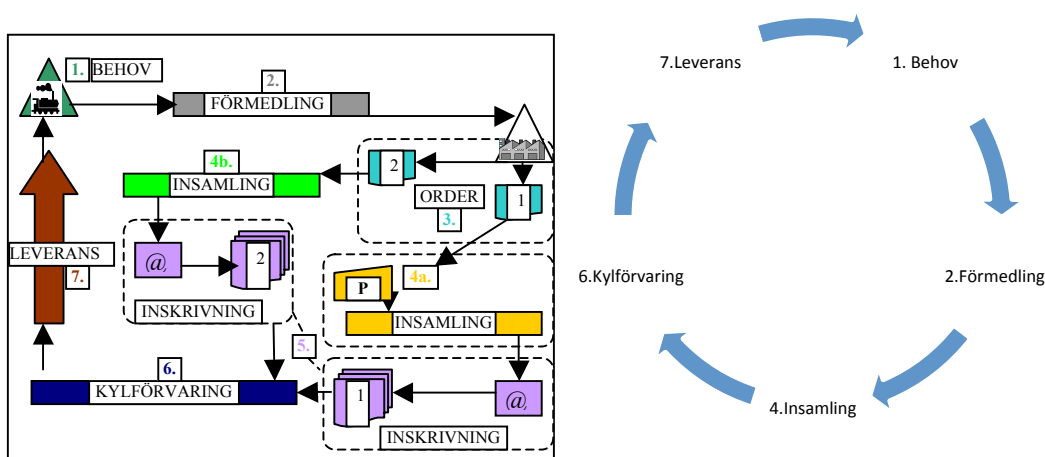 1. BEHOV
2.
FÖRMEDLING
4b.
INSAMLING
2
ORDER
3.
1
LEVERANS
7.
@
2
INSKRIVNING
4a.
P
INSAMLING
5.
6.
KYLFÖRVARING
1
@
INSKRIVNING
7.Leverans
1. Behov
6.Kylförvaring
2.Förmedling
4.Insamling